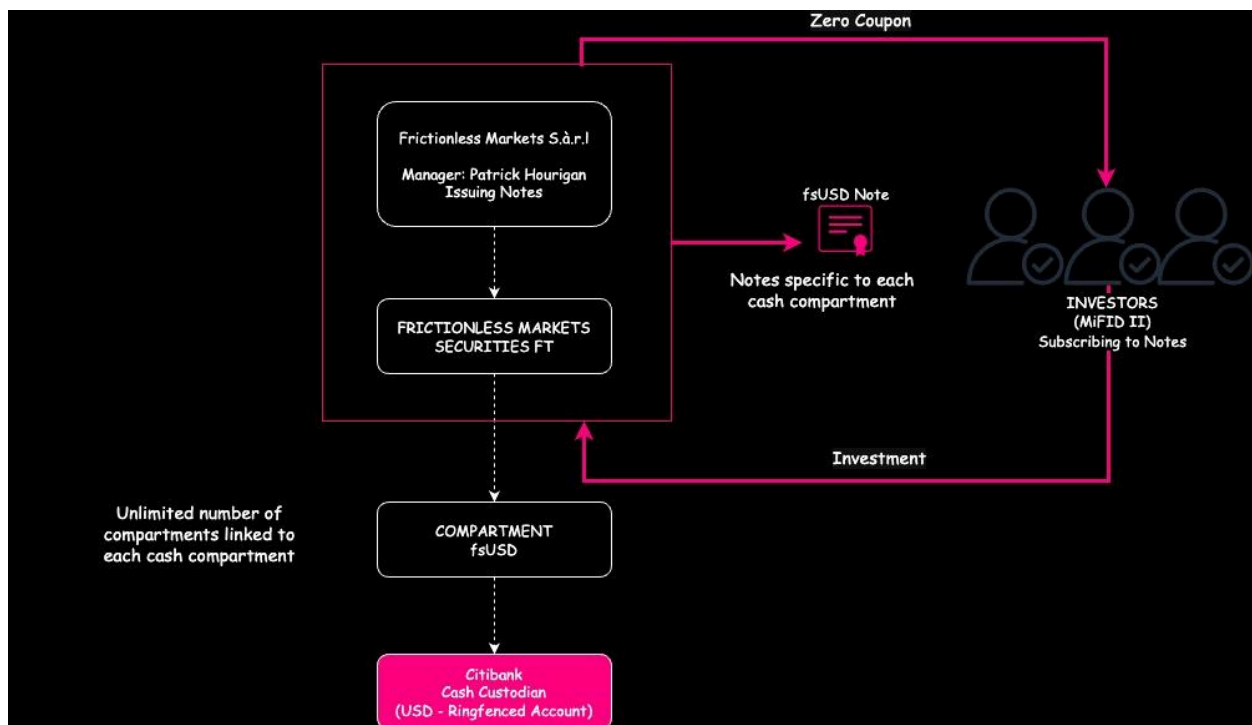 Zero Coupon
Frictionless Markets S.à.r.l
Manager: Patrick Hourigan
Issuing Notes
fsUSD Note
Notes specific to each
cash compartment
INVESTORS
(MiFID II)
Subscribing to Notes
FRICTIONLESS MARKETS
SECURITIES FT
Investment
Unlimited number of
compartments linked to
each cash compartment
COMPARTMENT
fsUSD
Citibank
Cash Custodian
(USD - Ringfenced Account)